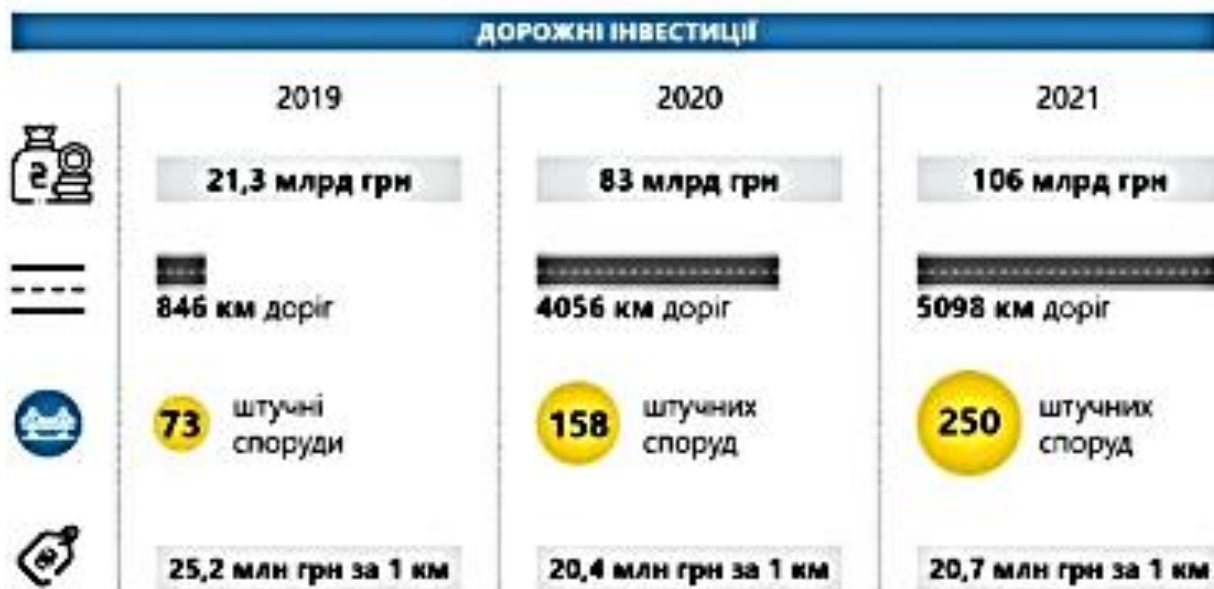 ДОРОЖНІ ІНВЕСТИЦІЇ
2019 2020 2021
21,3 млрд грн 83 млрд грн 106 млрд грн
846 км доріг 4056 км доріг 5098 км доріг
73 штучні споруди 158 штучних споруд 250 штучних споруд
25,2 млн грн за 1 км 20,4 млн грн за 1 км 20,7 млн грн за 1 км